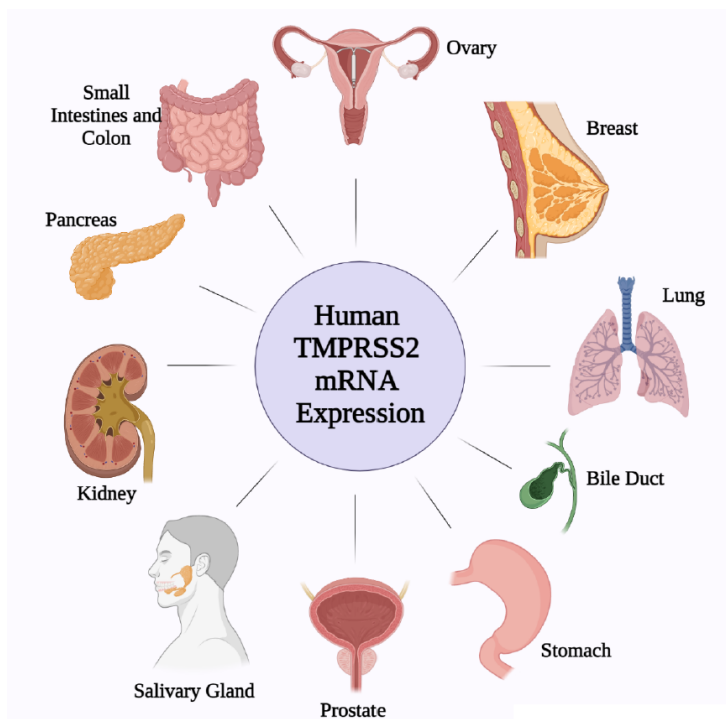 Ovary
Small
Intestines and
Colon
Breast
Pancreas
Lung
Human
TMPRSS2
mRNA
Expression
Kidney
Bile Duct
Salivary Gland
Prostate
Stomach